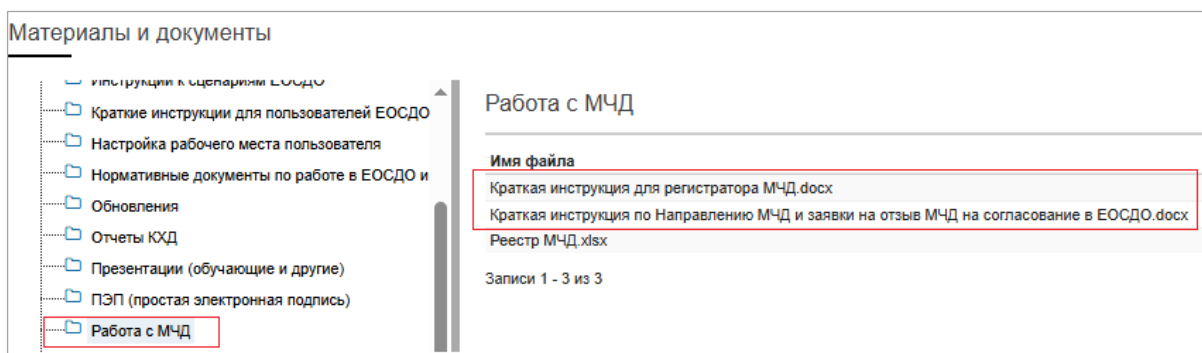 Материалы и документы
Инструкции к сценариям ЕОСДО
Краткие инструкции для пользователей ЕОСДО
Настройка рабочего места пользователя
Нормативные документы по работе в ЕОСДО и
Обновления
Отчеты КХД
Презентации (обучающие и другие)
ПЭП (простая электронная подпись)
Работа с МЧД
Работа с МЧД
Имя файла
Краткая инструкция для регистратора МЧД.docx
Краткая инструкция по Направлению МЧД и заявки на отзыв МЧД на согласование в ЕОСДО.docx
Реестр МЧД.xlsx
Записи 1 - 3 из 3